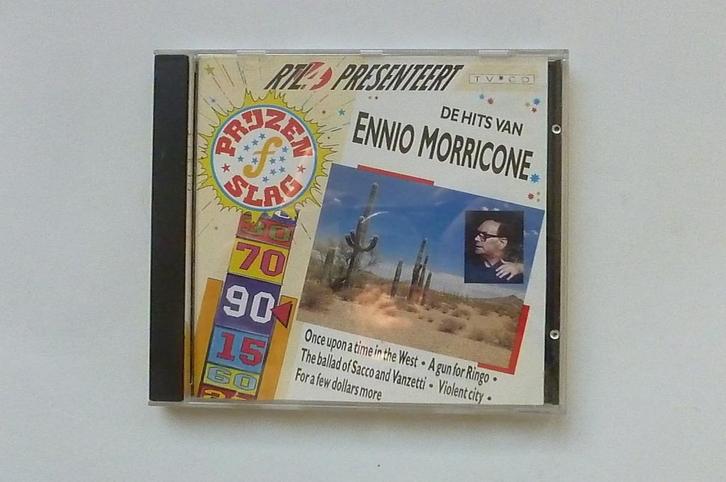 RTL4 PRESENTEERT
TV CD
DE HITS VAN
ENNIO MORRICONE
PRIJZEN
f
SLAG
70
90
15
60
Once upon a time in the West • A gun for Ringo •
The ballad of Sacco and Vanzetti • Violent city •
For a few dollars more